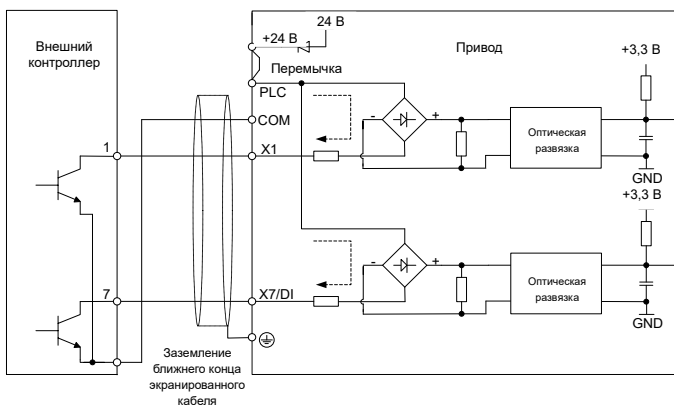 24 В
+24 В
Внешний
контроллер
Привод
+3,3 В
Перемычка
PLC
COM
-
+
Оптическая
развязка
1
X1
GND
+3,3 В
-
+
Оптическая
развязка
7
X7/DI
GND
Заземление
ближнего конца
экранированного
кабеля